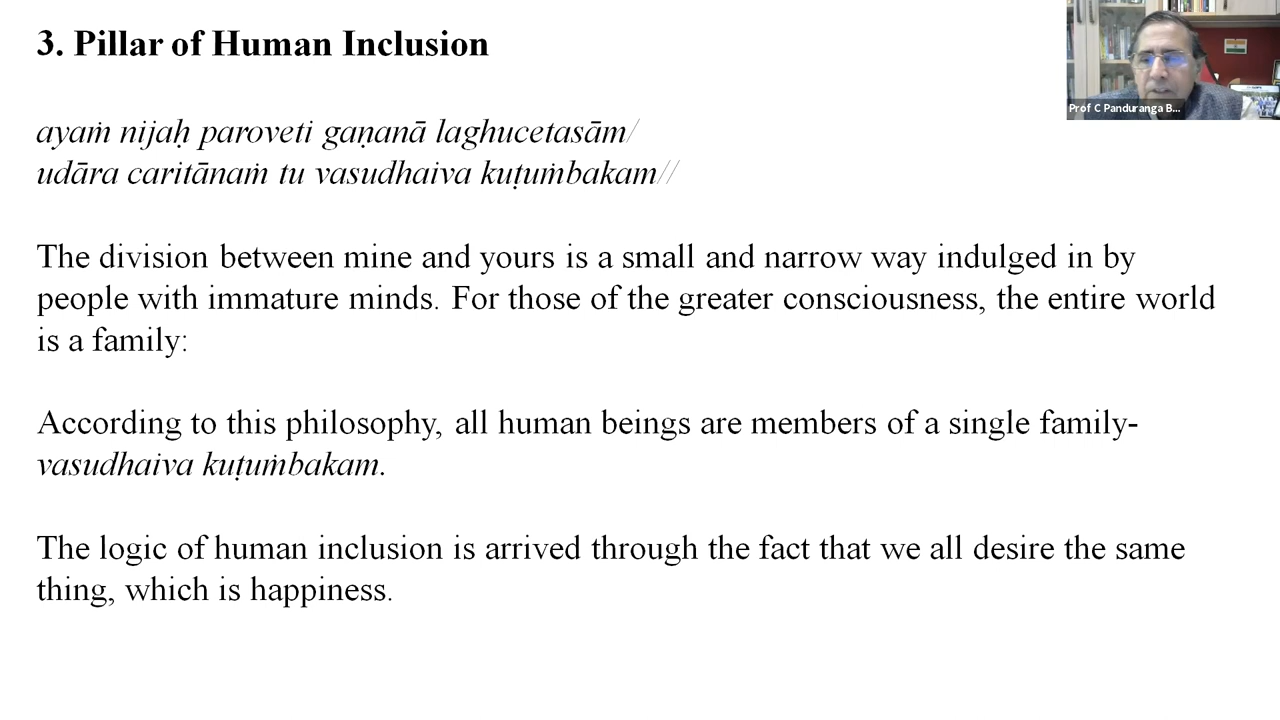 3. Pillar of Human Inclusion
Prof C Panduranga B...
ayaṁ nijaḥ paroveti gaṇanā laghucetasām/
udāra caritānaṁ tu vasudhaiva kuṭuṁbakam//
The division between mine and yours is a small and narrow way indulged in by
people with immature minds. For those of the greater consciousness, the entire world
is a family:
According to this philosophy, all human beings are members of a single family-
vasudhaiva kuṭuṁbakam.
The logic of human inclusion is arrived through the fact that we all desire the same
thing, which is happiness.